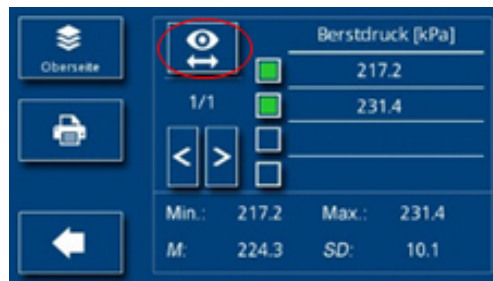 Oberseite
Berstdruck [kPa]
217.2
1/1
231.4
< >
Min.: 217.2 Max.: 231.4
M: 224.3 SD: 10.1